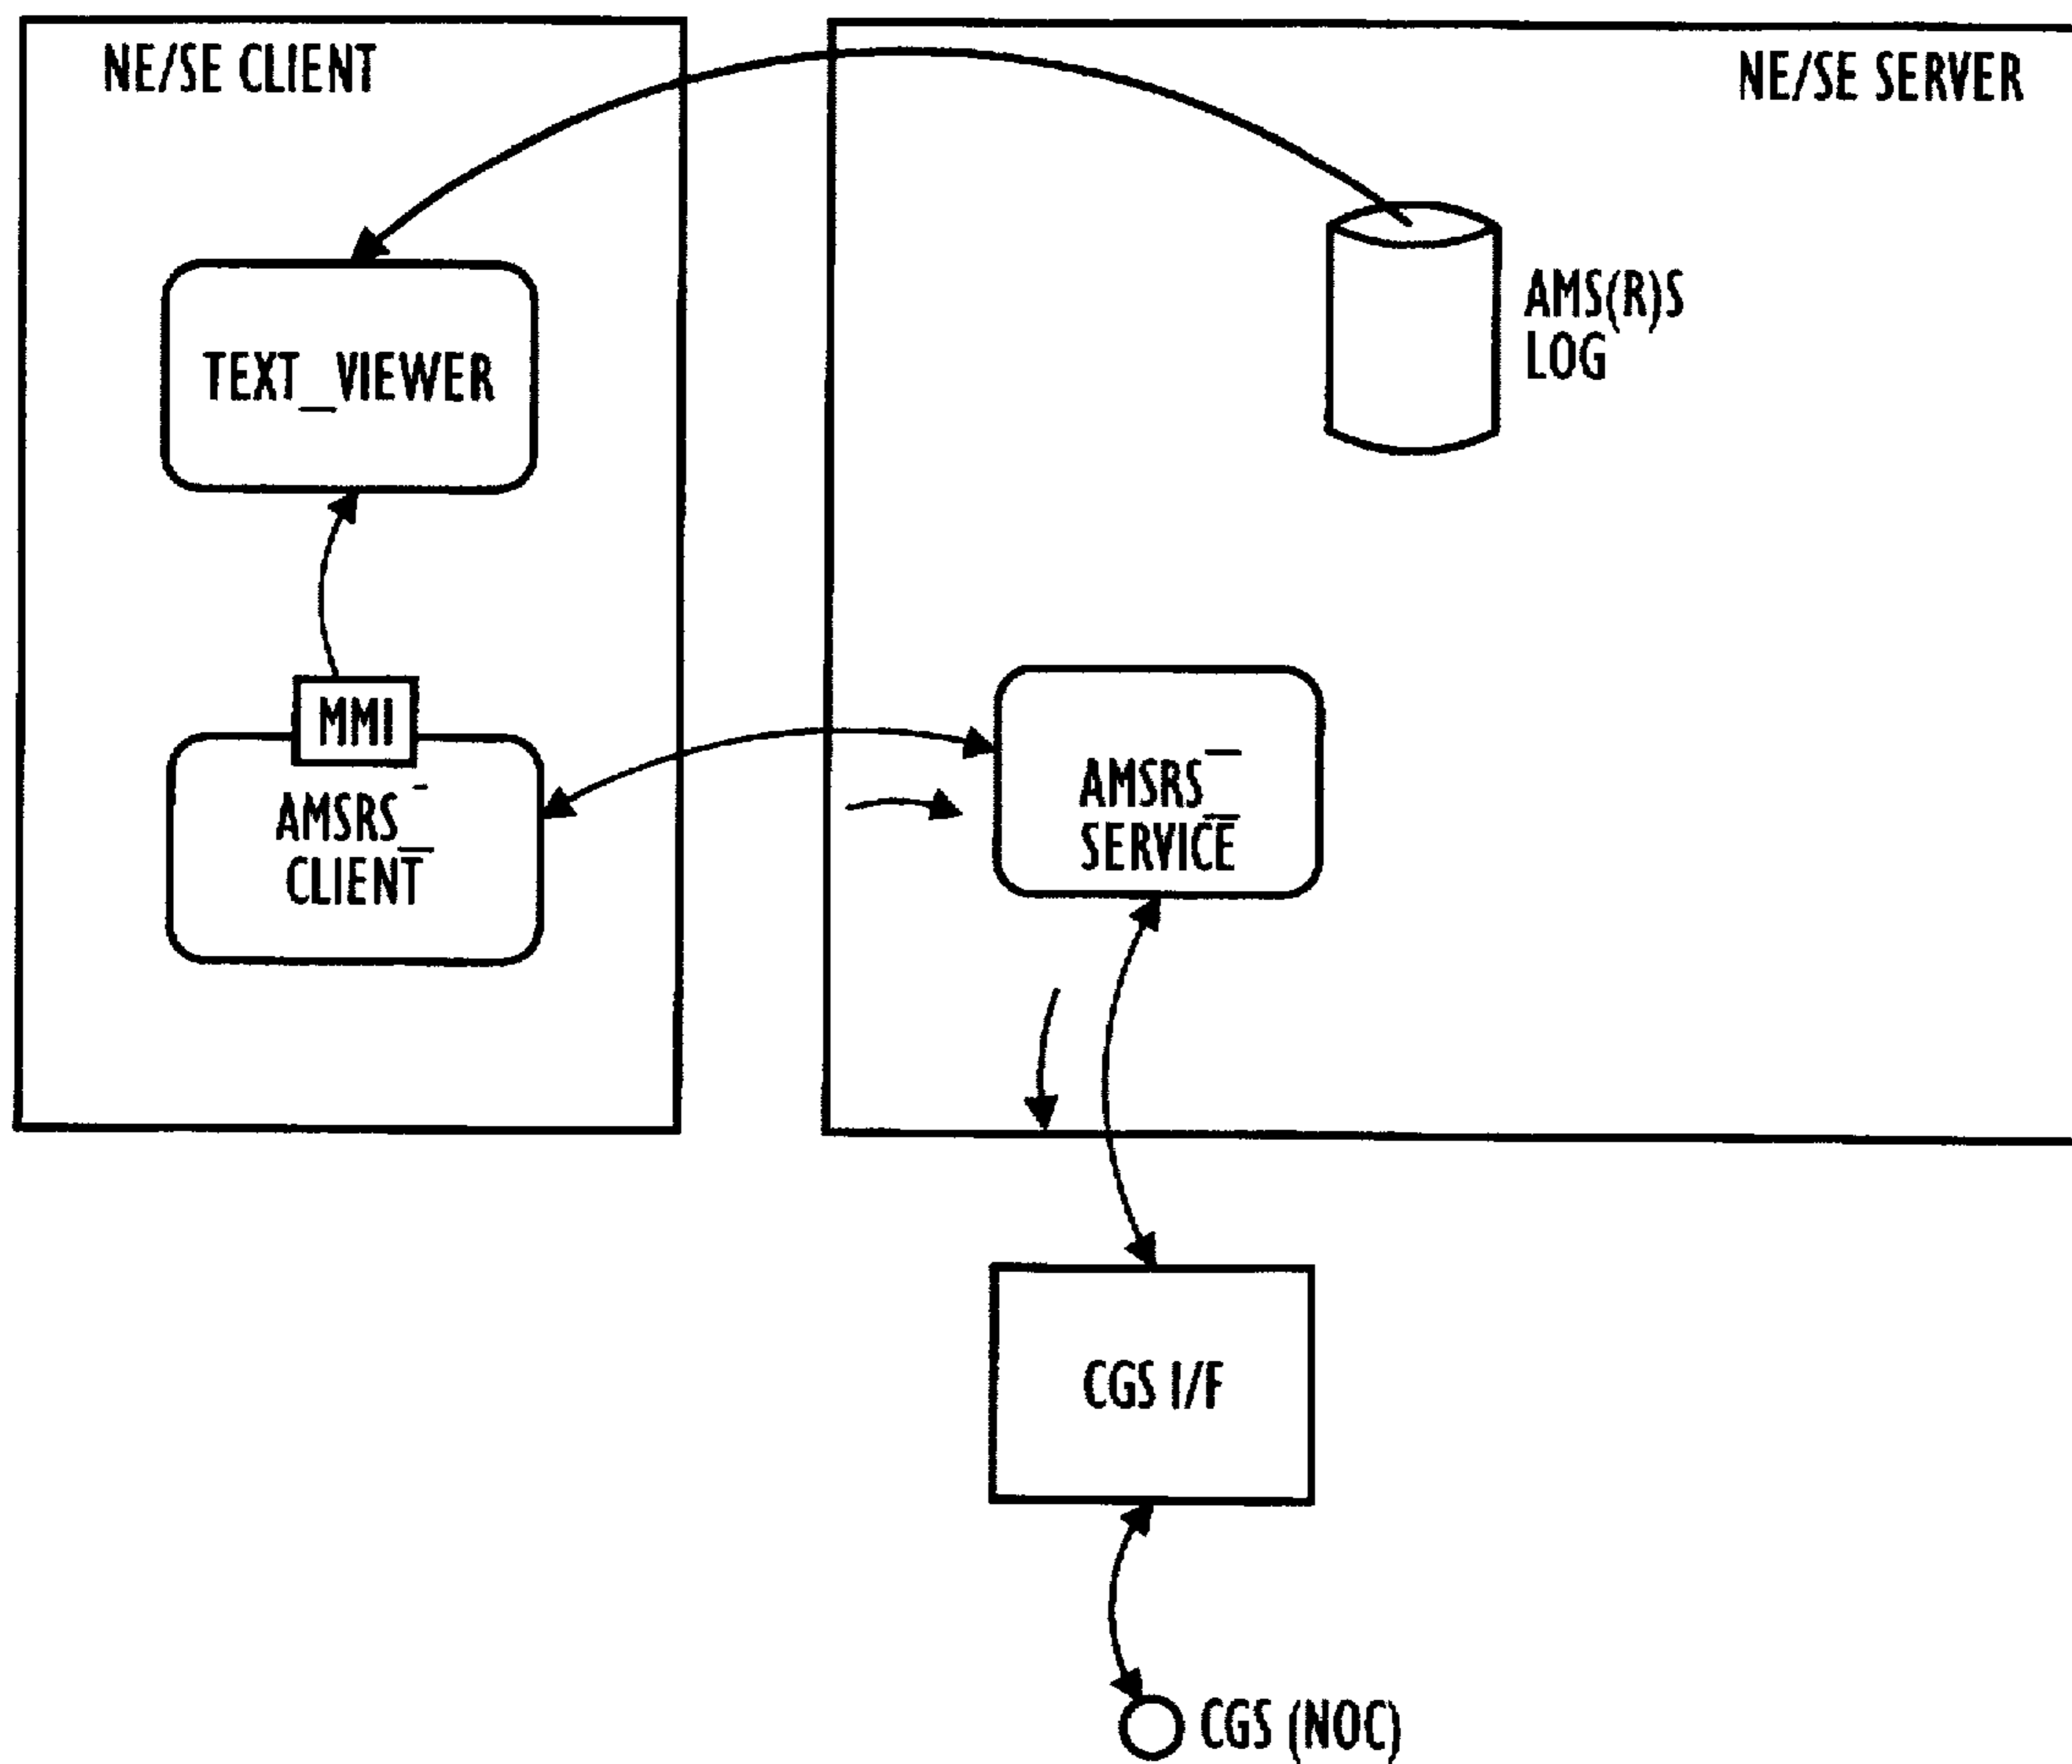 NE/SE CLIENT
NE/SE SERVER
TEXT_VIEWER
AMS(R)S
LOG
MMI
AMSRS_
CLIENT
AMSRS_
SERVICE
CGS I/F
CGS (NOC)